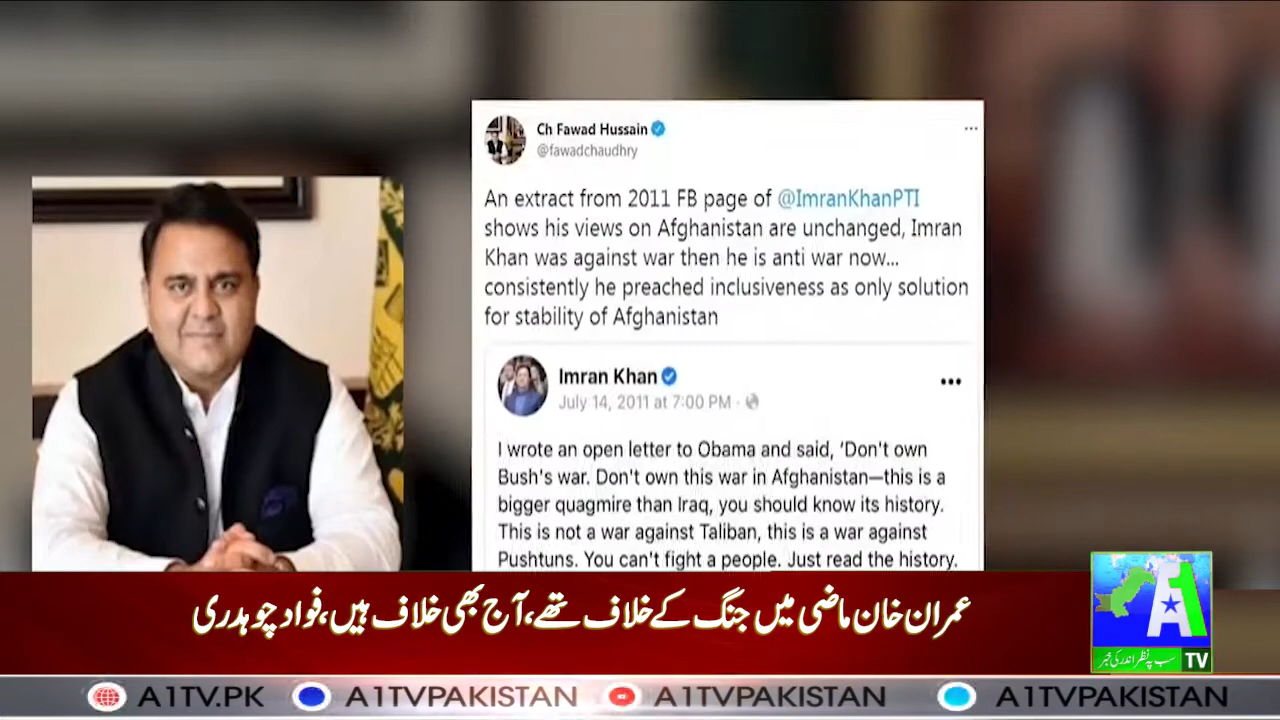 Ch Fawad Hussain
@fawadchaudhry
An extract from 2011 FB page of @ImranKhanPTI
shows his views on Afghanistan are unchanged, Imran
Khan was against war then he is anti war now...
consistently he preached inclusiveness as only solution
for stability of Afghanistan
Imran Khan
July 14, 2011 at 7:00 PM ·
I wrote an open letter to Obama and said, ‘Don't own
Bush's war. Don't own this war in Afghanistan—this is a
bigger quagmire than Iraq, you should know its history.
This is not a war against Taliban, this is a war against
Pushtuns. You can't fight a people. Just read the history.
عمران خان ماضی میں جنگ کے خلاف تھے، آج بھی خلاف ہیں، فواد چوہدری
A1
سب پہ نظر اندر کی خبر TV
A1TV.PK A1TVPAKISTAN A1TVPAKISTAN A1TVPAKISTAN